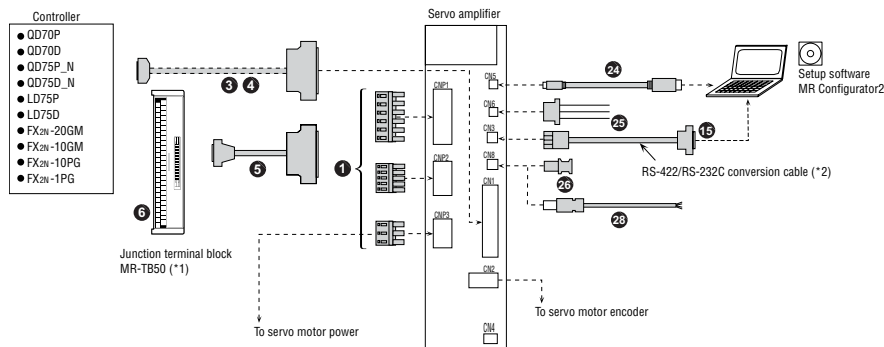 Controller
● QD70P
● QD70D
● QD75P_N
● QD75D_N
● LD75P
● LD75D
● FX2N-20GM
● FX2N-10GM
● FX2N-10PG
● FX2N-1PG
3 4
5
6
Junction terminal block
MR-TB50 (*1)
1
To servo motor power
Servo amplifier
CNP1
CNP2
CNP3
CN5
CN6
CN3
CN8
CN1
CN2
CN4
24
25
15
RS-422/RS-232C conversion cable (*2)
26
28
To servo motor encoder
Setup software
MR Configurator2